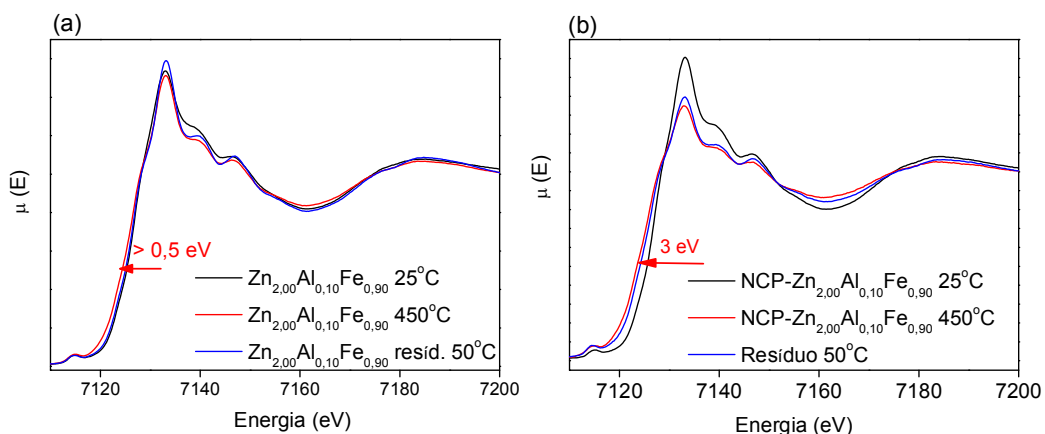 (a)
μ (E)
> 0,5 eV
Zn2,00Al0,10Fe0,90 25°C
Zn2,00Al0,10Fe0,90 450°C
Zn2,00Al0,10Fe0,90 resíd. 50°C
7120 7140 7160 7180 7200
Energia (eV)
(b)
μ (E)
3 eV
NCP-Zn2,00Al0,10Fe0,90 25°C
NCP-Zn2,00Al0,10Fe0,90 450°C
Resíduo 50°C
7120 7140 7160 7180 7200
Energia (eV)